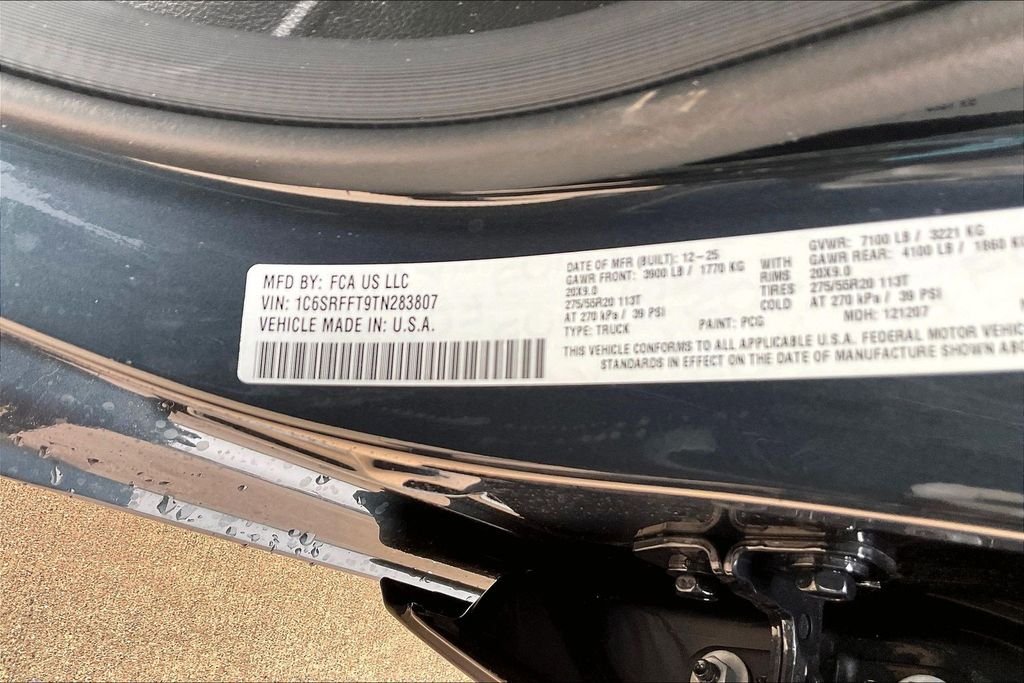 MFD BY: FCA US LLC
VIN: 1C6SRFFT9TN283807
VEHICLE MADE IN: U.S.A.
DATE OF MFR (BUILT): 12-25
GAWR FRONT: 3900 LB / 1770 KG
20X9.0
275/55R20 113T
AT 270 kPa / 39 PSI
TYPE: TRUCK PAINT: PCG
WITH
RIMS
TIRES
COLD
GVWR: 7100 LB / 3221 KG
GAWR REAR: 4100 LB / 1860 KG
20X9.0
275/55R20 113T
AT 270 kPa / 39 PSI
MDH: 121207
THIS VEHICLE CONFORMS TO ALL APPLICABLE U.S.A. FEDERAL MOTOR VEHIC
STANDARDS IN EFFECT ON THE DATE OF MANUFACTURE SHOWN ABO